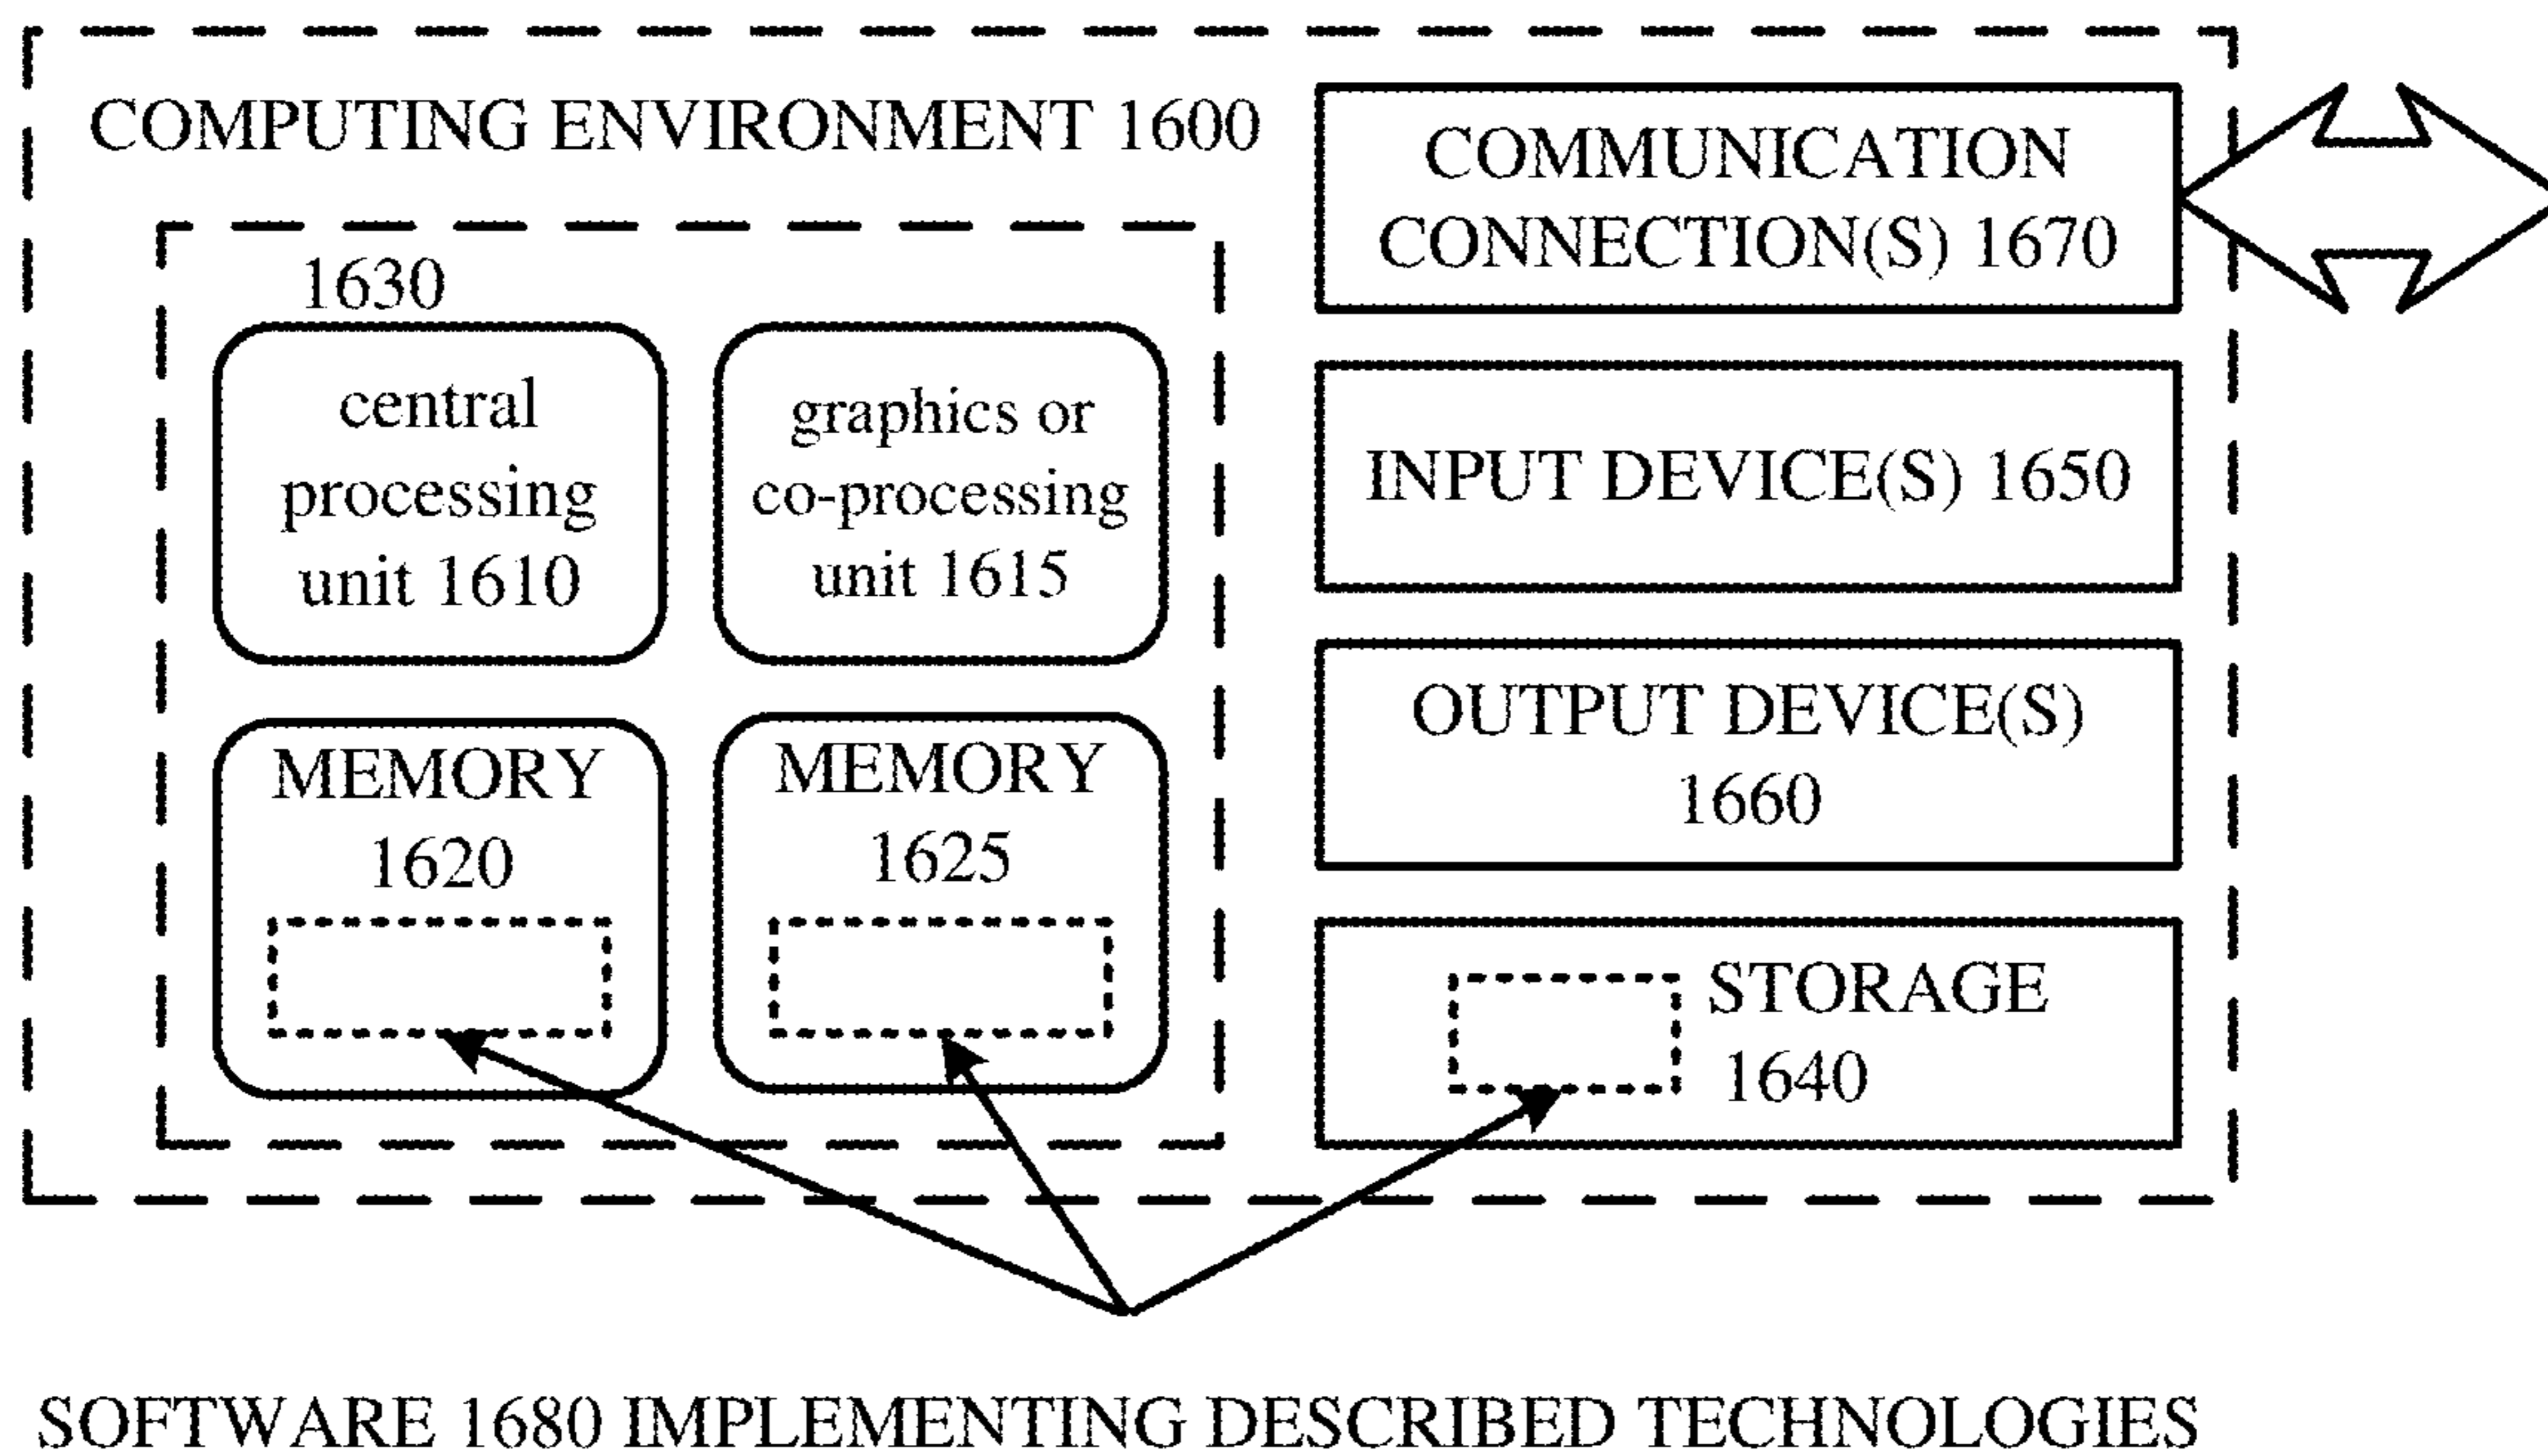 COMPUTING ENVIRONMENT 1600
1630
central
processing
unit 1610
graphics or
co-processing
unit 1615
MEMORY
1620
MEMORY
1625
COMMUNICATION
CONNECTION(S) 1670
INPUT DEVICE(S) 1650
OUTPUT DEVICE(S)
1660
STORAGE
1640
SOFTWARE 1680 IMPLEMENTING DESCRIBED TECHNOLOGIES